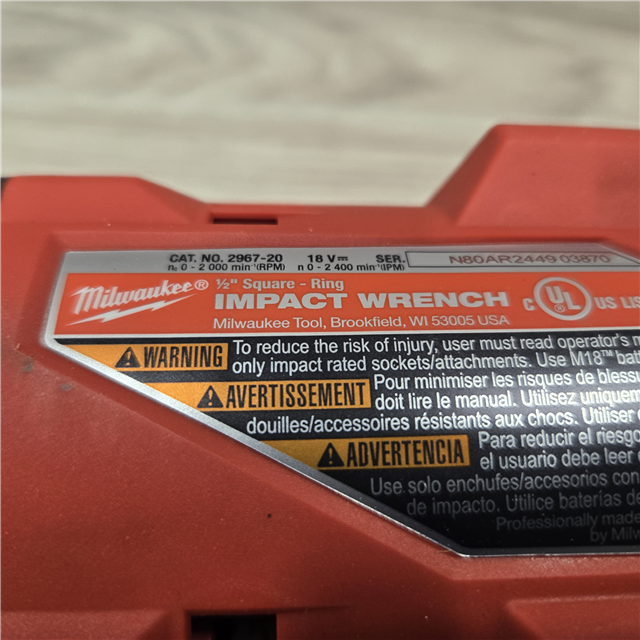 CAT. NO. 2967-20 18 V⎓ SER. N80AR2449 03870
n₀ 0 - 2 000 min⁻¹(RPM) n 0 - 2 400 min⁻¹(IPM)
Milwaukee® ½" Square - Ring
IMPACT WRENCH C UL US LI
Milwaukee Tool, Brookfield, WI 53005 USA
WARNING To reduce the risk of injury, user must read operator's
only impact rated sockets/attachments. Use M18™
AVERTISSEMENT Pour minimiser les risques de
doit lire le manual. Utilisez
douilles/accessoires résistants aux chocs. Utiliser
ADVERTENCIA Para reducir el
el usuario debe leer
Use solo enchufes/accesorios
de impacto. Utilice baterías
Professionally made
by